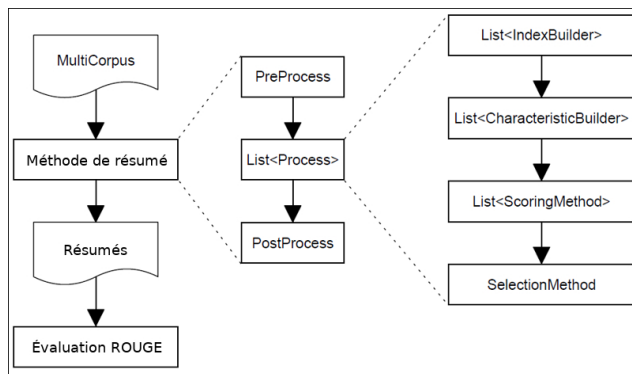 MultiCorpus
Méthode de résumé
Résumés
Évaluation ROUGE
PreProcess
List<Process>
PostProcess
List<IndexBuilder>
List<CharacteristicBuilder>
List<ScoringMethod>
SelectionMethod